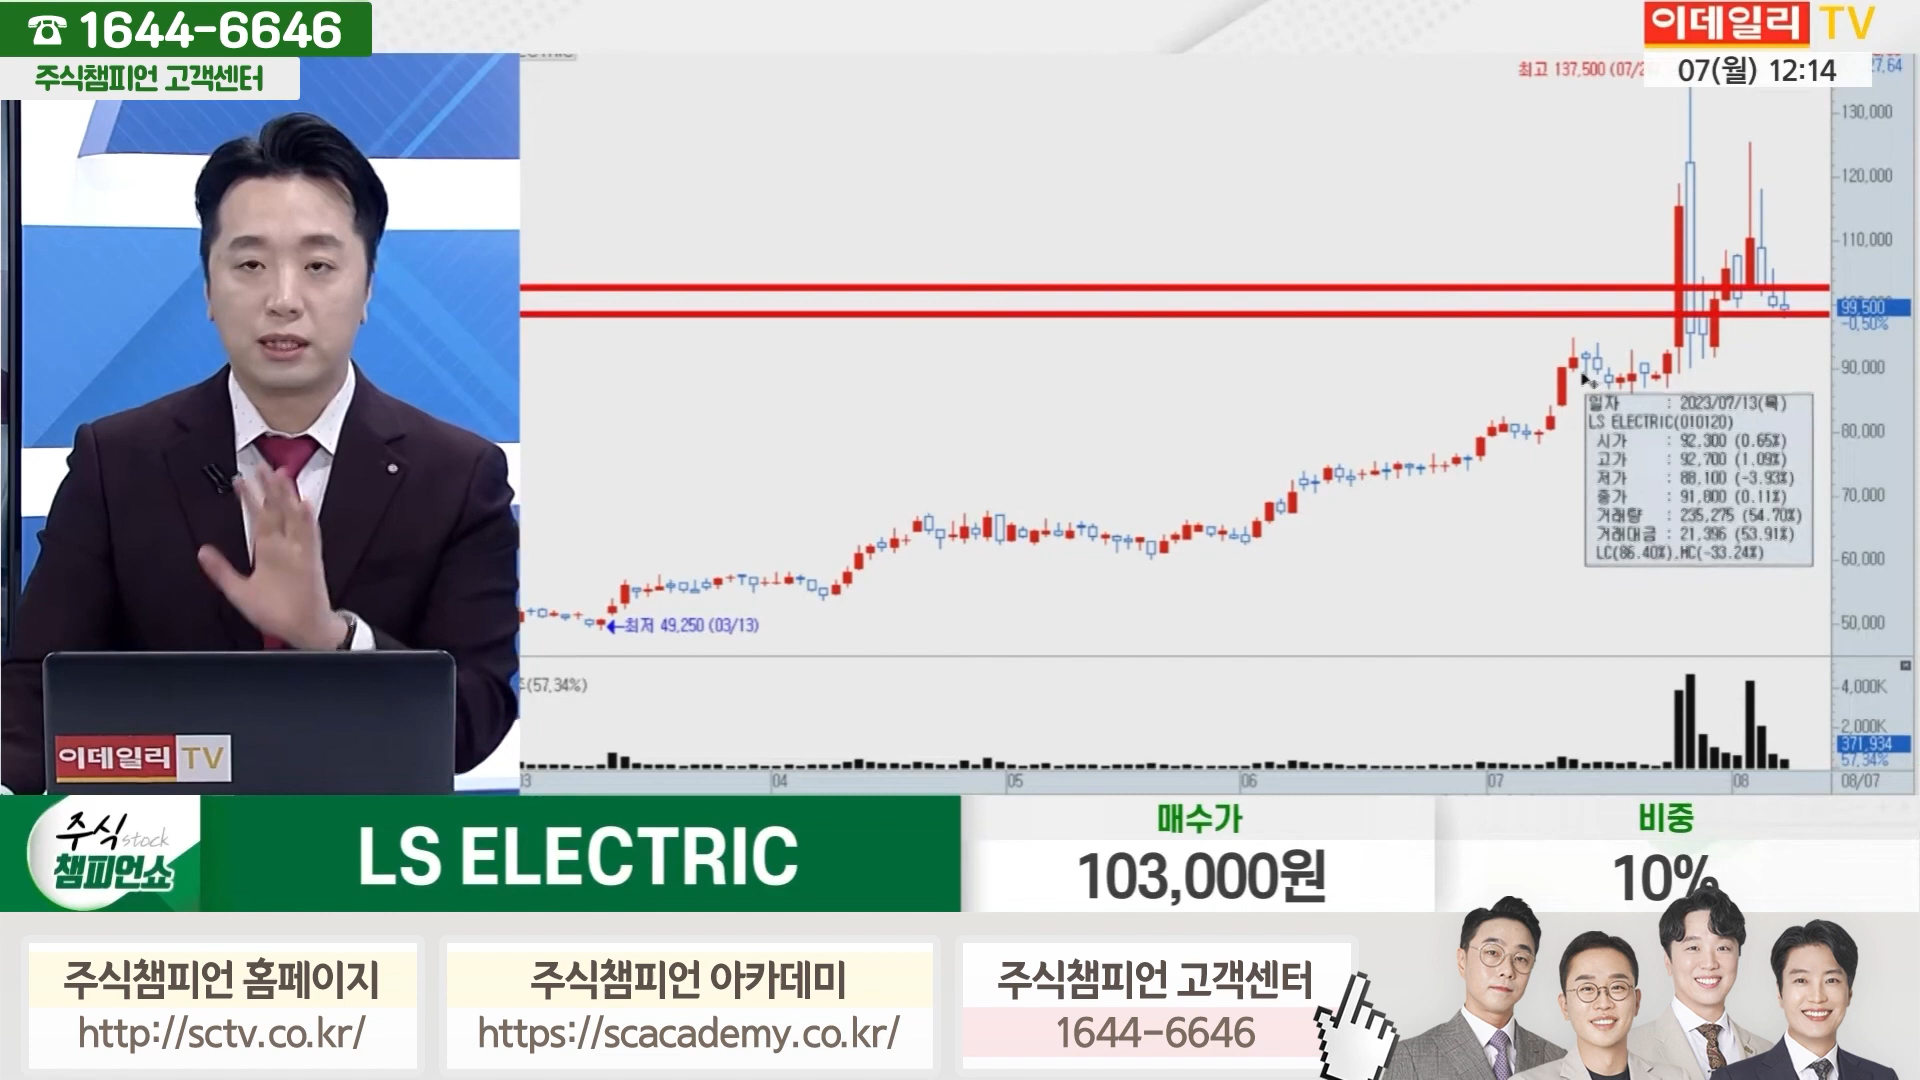 ☎ 1644-6646
주식챔피언 고객센터
이데일리 TV
07(월) 12:14
최고 137,500
27,64
130,000
120,000
110,000
99,500
-0,50%
90,000
80,000
70,000
60,000
50,000
일자 : 2023/07/13(목)
LS ELECTRIC(010120)
시가 : 92,300 (0.65%)
고가 : 92,700 (1.09%)
저가 : 88,100 (-3.93%)
종가 : 91,800 (0.11%)
거래량 : 235,275 (54.70%)
거래대금 : 21,396 (53.91%)
LC(86.40%),HC(-33.24%)
최저 49,250 (03/13)
(57,34%)
4,000K
2,000K
371,934
57,34%
03 04 05 06 07 08 08/07
이데일리 TV
주식 stock
챔피언쇼
LS ELECTRIC
매수가
103,000원
비중
10%
주식챔피언 홈페이지
http://sctv.co.kr/
주식챔피언 아카데미
https://scacademy.co.kr/
주식챔피언 고객센터
1644-6646